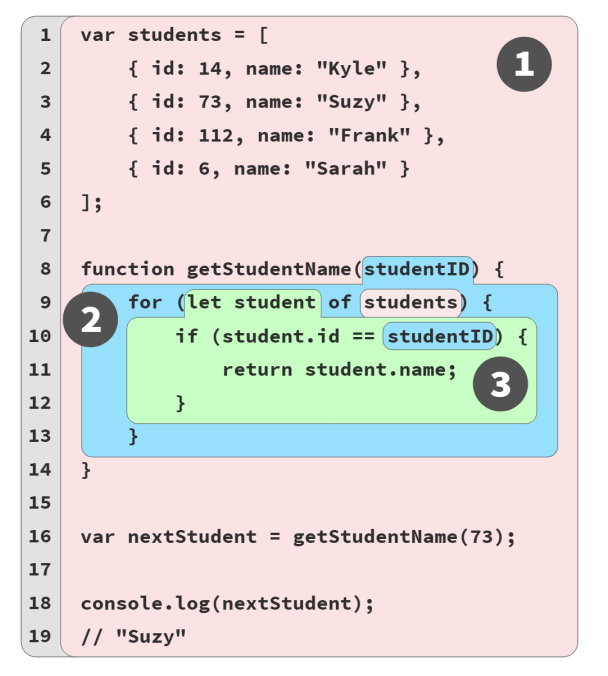 1 var students = [
2     { id: 14, name: "Kyle" },
3     { id: 73, name: "Suzy" },
4     { id: 112, name: "Frank" },
5     { id: 6, name: "Sarah" }
6 ];
7
8 function getStudentName(studentID) {
9     for (let student of students) {
10         if (student.id == studentID) {
11             return student.name;
12         }
13     }
14 }
15
16 var nextStudent = getStudentName(73);
17
18 console.log(nextStudent);
19 // "Suzy"
1
2
3